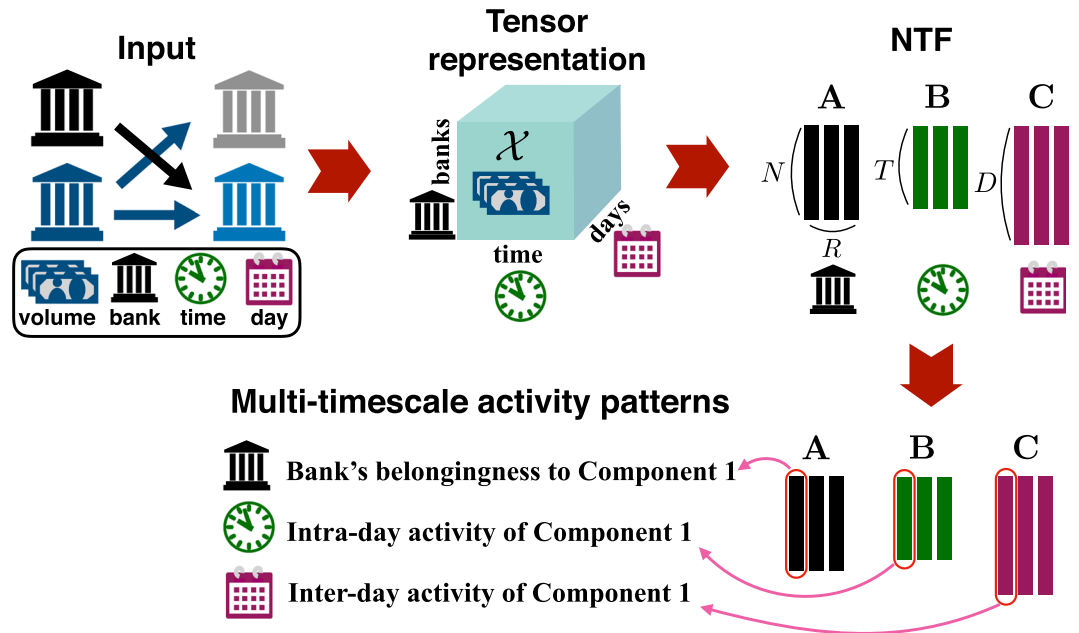 Input
volume bank time day
Tensor
representation
banks
𝒳
time
days
NTF
A B C
N
T
D
R
Multi-timescale activity patterns
Bank’s belongingness to Component 1
Intra-day activity of Component 1
Inter-day activity of Component 1
A B C